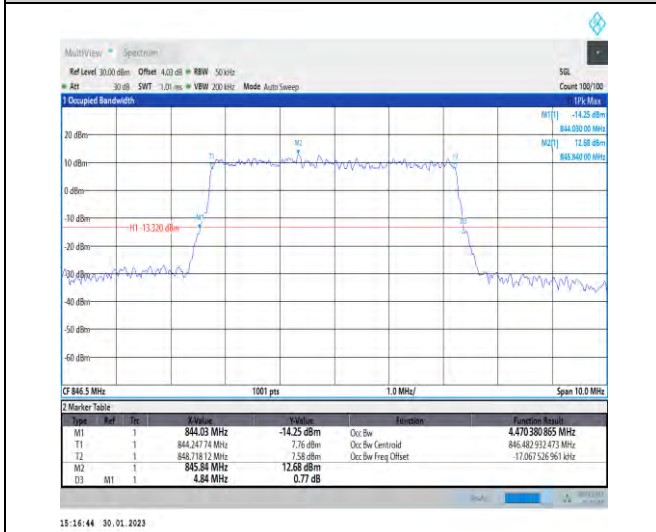 MultiView Spectrum
Ref Level 30.00 dBm Offset 4.03 dB RBW 50 kHz SGL
Att 30 dB SWT 1.01 ms VBW 200 kHz Mode Auto Sweep Count 100/100
1 Occupied Bandwidth 1Pk Max
M1[1] -14.25 dBm
844.030 00 MHz
M2[1] 12.68 dBm
845.840 00 MHz
20 dBm
M2
T1
10 dBm
0 dBm
-10 dBm
M1
H1 -13.320 dBm
-20 dBm
-30 dBm
-40 dBm
-50 dBm
-60 dBm
CF 846.5 MHz 1001 pts 1.0 MHz/ Span 10.0 MHz
2 Marker Table
Type Ref Trc X-Value Y-Value Function Function Result
M1 1 844.03 MHz -14.25 dBm Occ Bw 4.470 380 865 MHz
T1 1 844.247 74 MHz 7.76 dBm Occ Bw Centroid 846.482 932 473 MHz
T2 1 848.718 12 MHz 7.58 dBm Occ Bw Freq Offset -17.067 526 961 kHz
M2 1 845.84 MHz 12.68 dBm
D3 M1 1 4.84 MHz 0.77 dB
15:16:44 30.01.2023